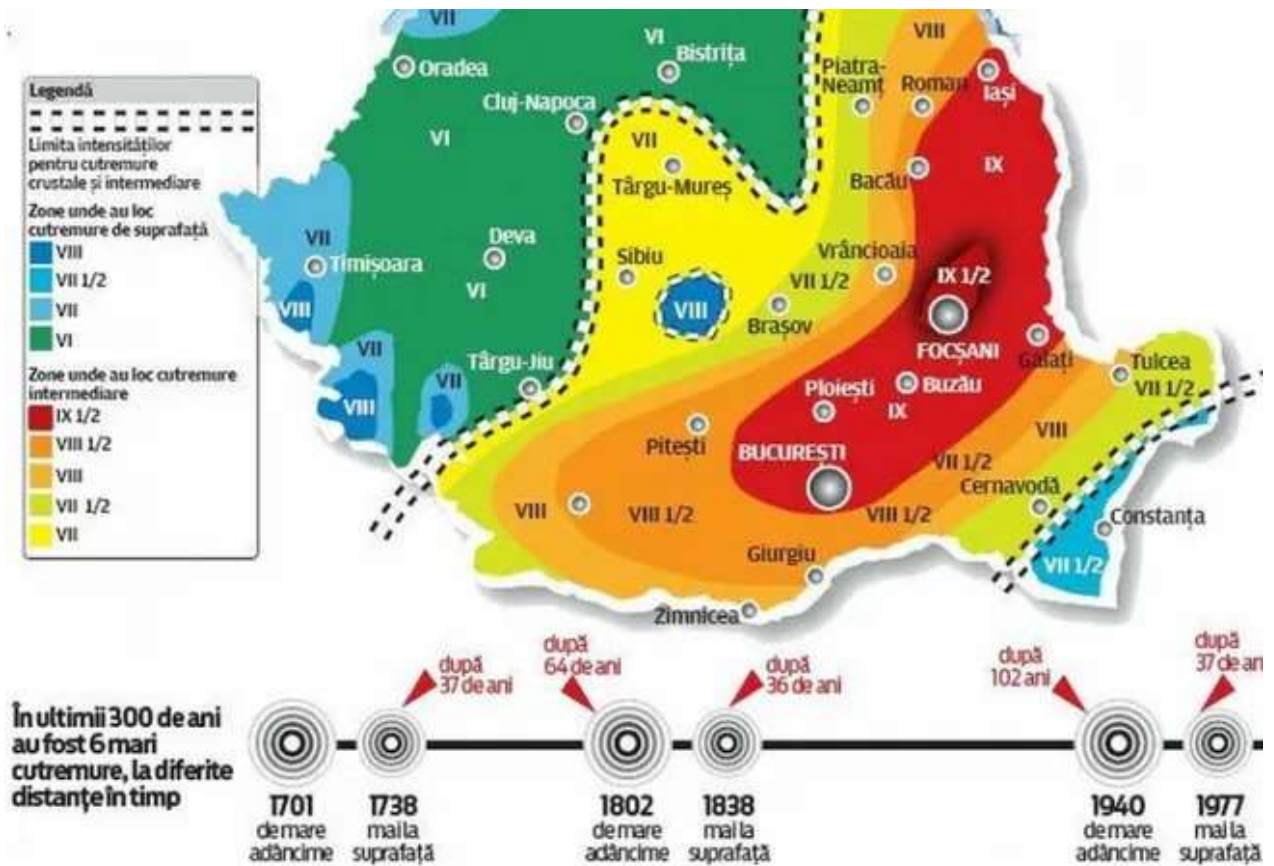 Legendă
Limita intensităților
pentru cutremure
crustale și intermediare
Zone unde au loc
cutremure de suprafață
VIII
VII 1/2
VII
VI
Zone unde au loc cutremure
intermediare
IX 1/2
VIII 1/2
VIII
VII 1/2
VII
VII
VI
Bistrița
VIII
Oradea
Piatra-
Neamț
Roman
Iași
Cluj-Napoca
VI
VII
Târgu-Mureș
Bacău
IX
VII
Timișoara
Deva
VI
Sibiu
Vrâncioaia
VII 1/2
IX 1/2
VIII
VIII
Brașov
FOCȘANI
Galați
VII
Târgu-Jiu
VII
Tulcea
VII 1/2
VIII
Ploiești
Buzău
IX
Pitești
VIII
BUCUREȘTI
VII 1/2
Cernavodă
VIII
VIII 1/2
VIII 1/2
Constanța
Giurgiu
VII 1/2
Zimnicea
După
37 de ani
după
64 de ani
după
36 de ani
după
102 ani
după
37 de ani
În ultimii 300 de ani
au fost 6 mari
cutremure, la diferite
distanțe în timp
1701
de mare
adâncime
1738
mai la
suprafață
1802
de mare
adâncime
1838
mai la
suprafață
1940
de mare
adâncime
1977
mai la
suprafață